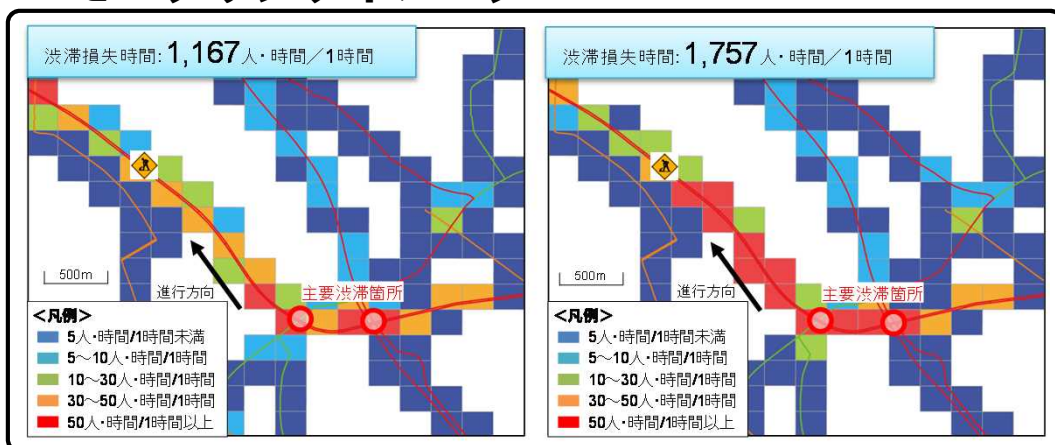 渋滞損失時間: 1,167人・時間／1時間
500m
進行方向
主要渋滞箇所
<凡例>
5人・時間/1時間未満
5～10人・時間/1時間
10～30人・時間/1時間
30～50人・時間/1時間
50人・時間/1時間以上
渋滞損失時間: 1,757人・時間／1時間
500m
進行方向
主要渋滞箇所
<凡例>
5人・時間/1時間未満
5～10人・時間/1時間
10～30人・時間/1時間
30～50人・時間/1時間
50人・時間/1時間以上